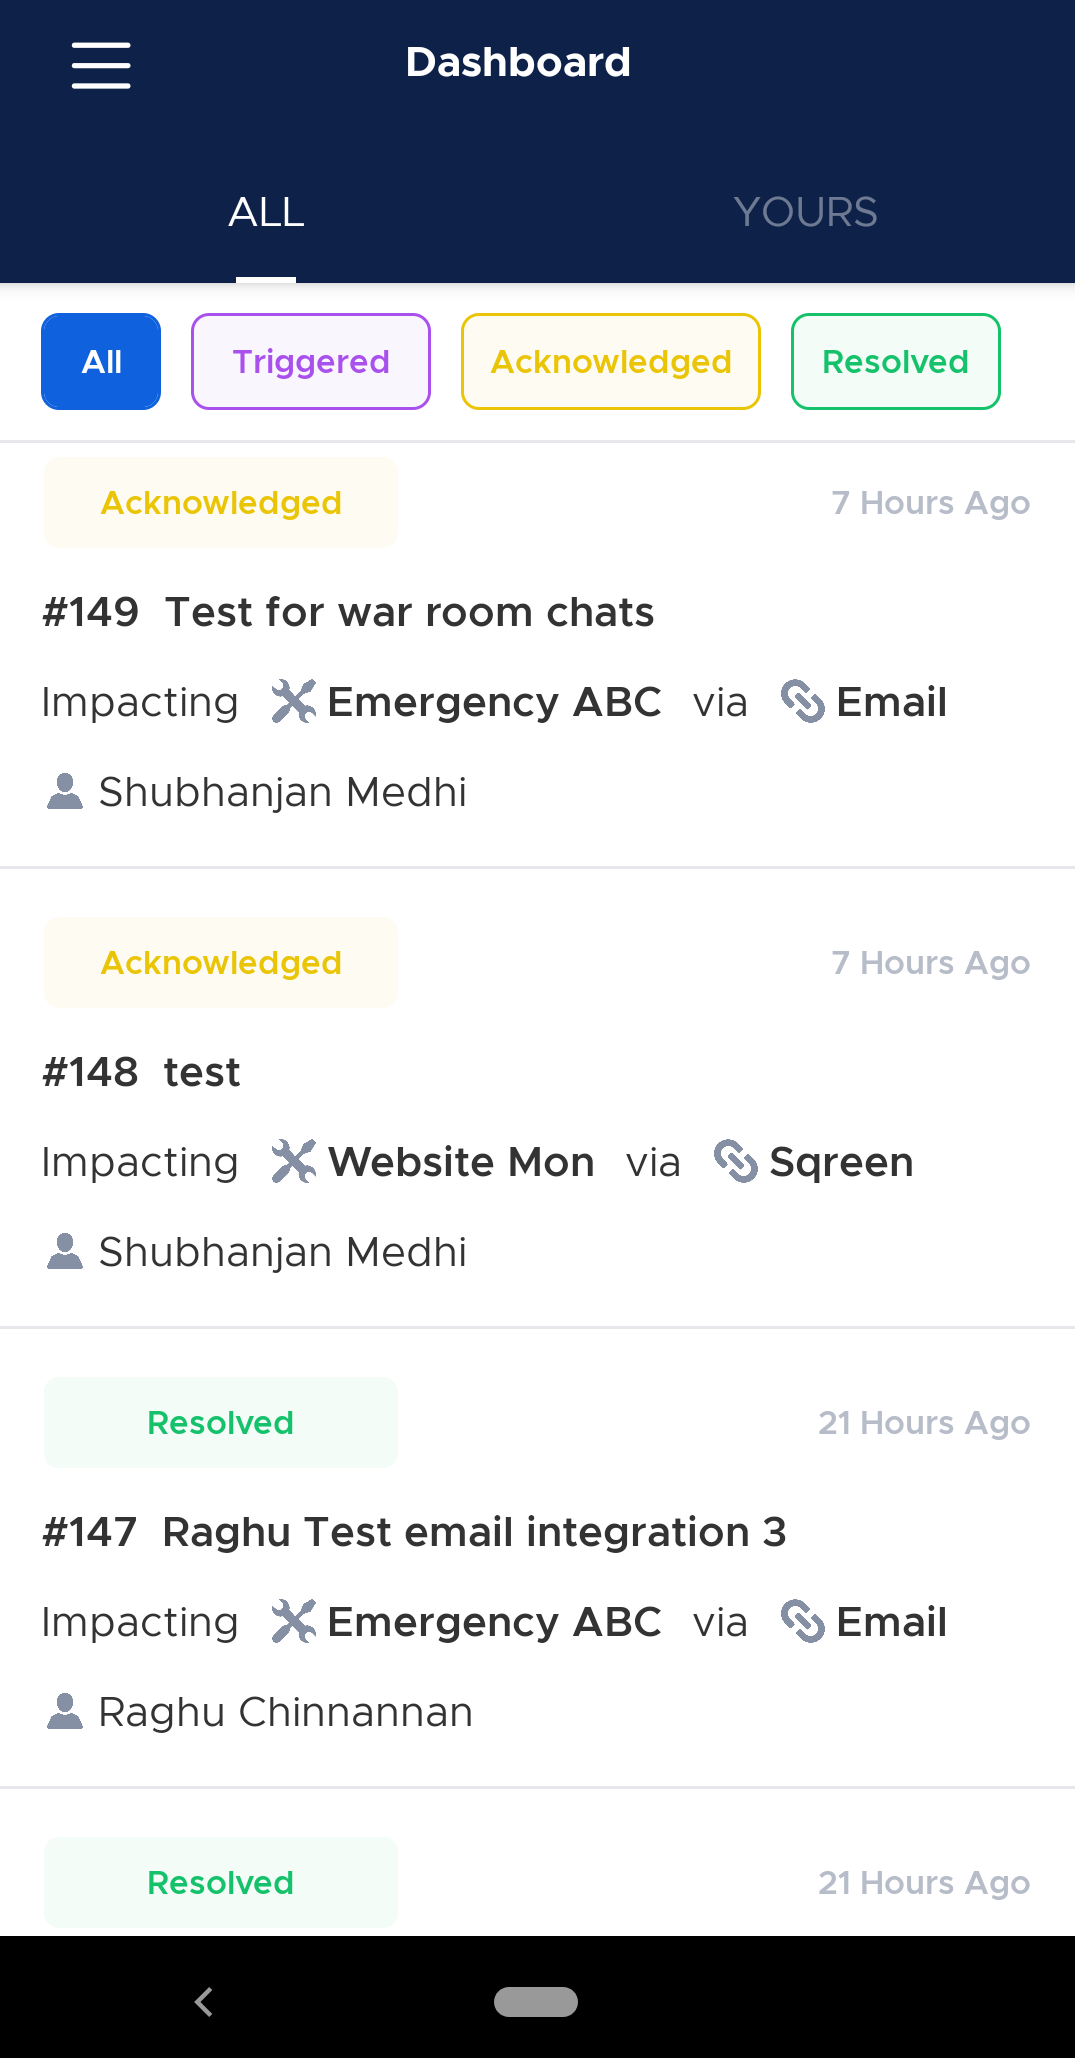 Dashboard
ALL YOURS
All Triggered Acknowledged Resolved
Acknowledged 7 Hours Ago
#149 Test for war room chats
Impacting Emergency ABC via Email
Shubhanjan Medhi
Acknowledged 7 Hours Ago
#148 test
Impacting Website Mon via Sqreen
Shubhanjan Medhi
Resolved 21 Hours Ago
#147 Raghu Test email integration 3
Impacting Emergency ABC via Email
Raghu Chinnannan
Resolved 21 Hours Ago